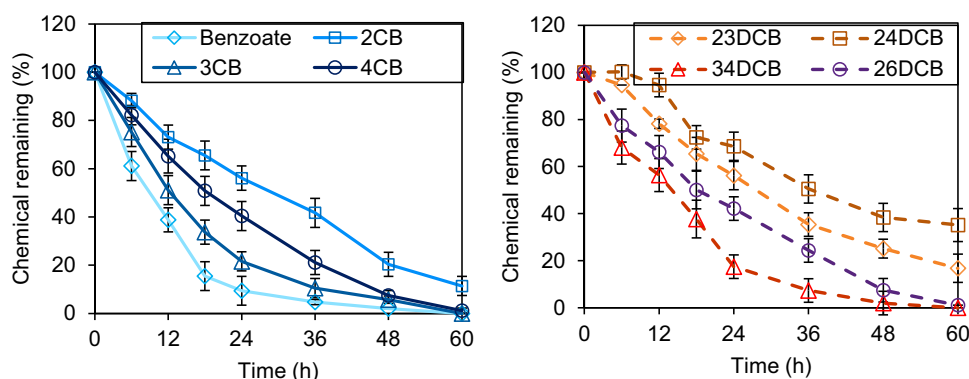 120
100
80
60
40
20
0
Chemical remaining (%)
Benzoate
2CB
3CB
4CB
0 12 24 36 48 60
Time (h)
120
100
80
60
40
20
0
Chemical remaining (%)
23DCB
24DCB
34DCB
26DCB
0 12 24 36 48 60
Time (h)